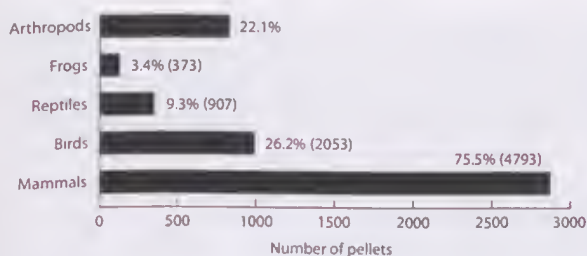 Arthropods 22.1%
Frogs 3.4% (373)
Reptiles 9.3% (907)
Birds 26.2% (2053)
Mammals 75.5% (4793)
0 500 1000 1500 2000 2500 3000
Number of pellets